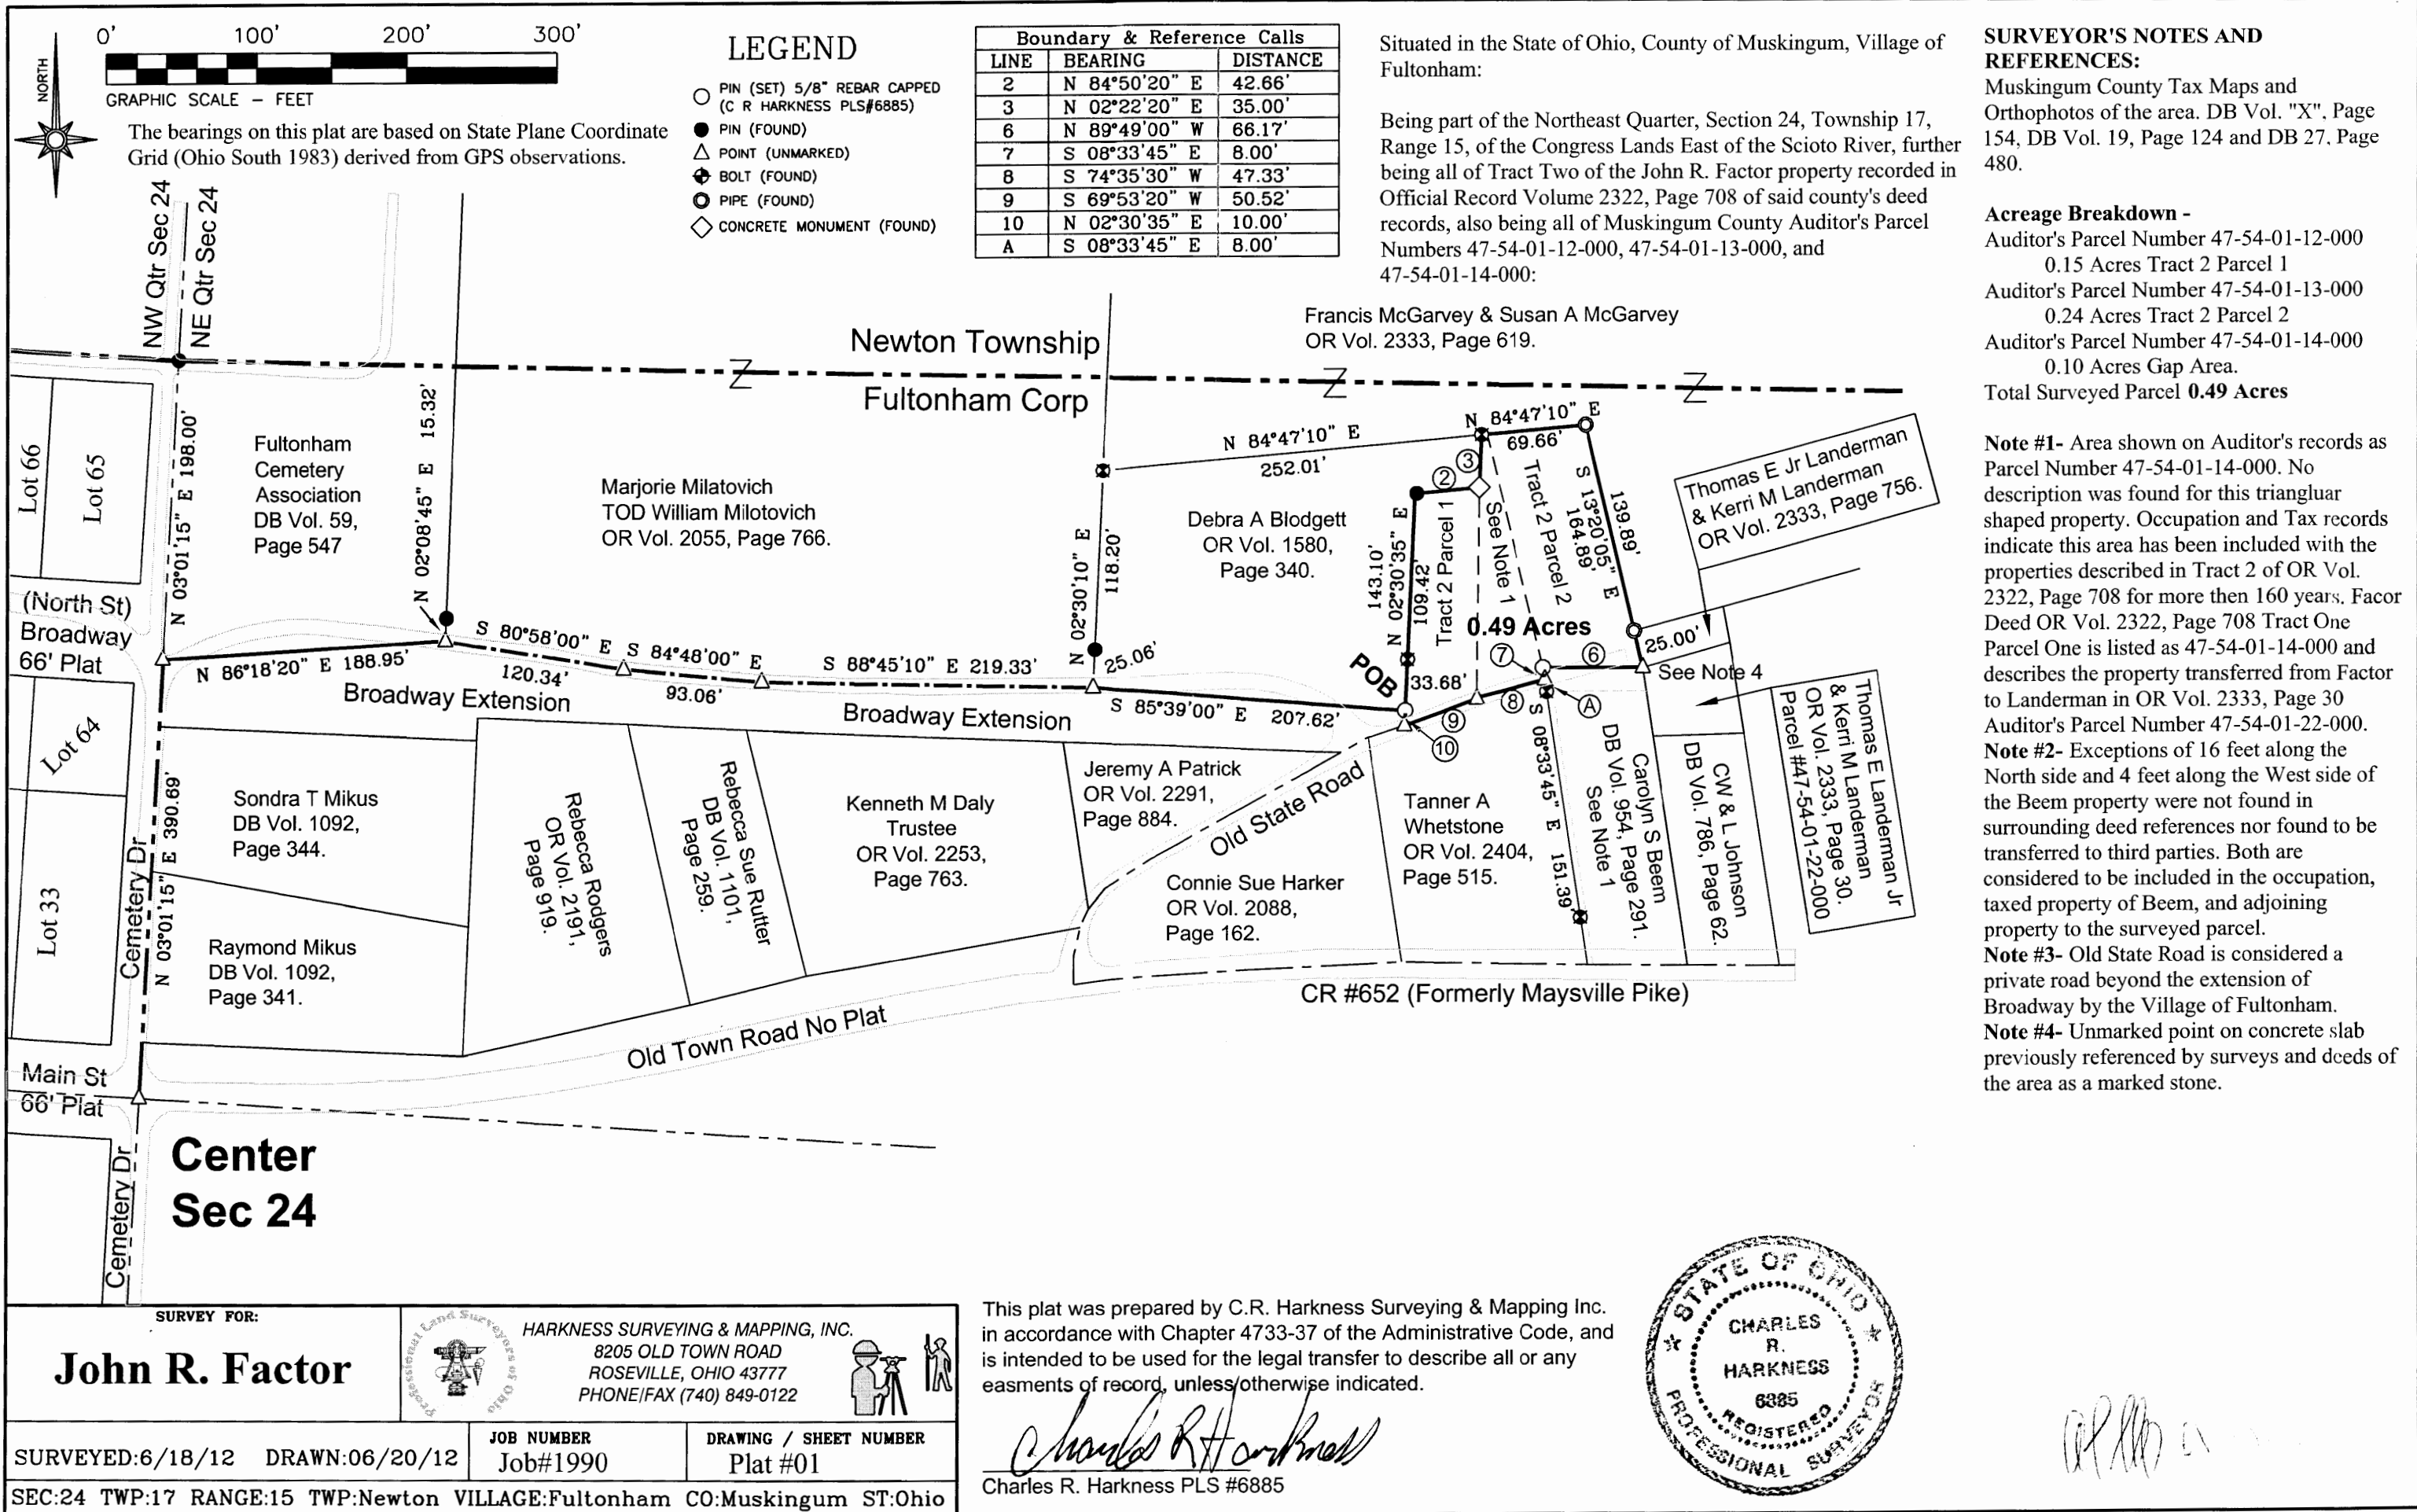 0' 100' 200' 300'
GRAPHIC SCALE - FEET
NORTH
The bearings on this plat are based on State Plane Coordinate
Grid (Ohio South 1983) derived from GPS observations.
LEGEND
PIN (SET) 5/8" REBAR CAPPED
(C R HARKNESS PLS#6885)
PIN (FOUND)
POINT (UNMARKED)
BOLT (FOUND)
PIPE (FOUND)
CONCRETE MONUMENT (FOUND)
Boundary & Reference Calls
LINE BEARING DISTANCE
2 N 84°50'20" E 42.66'
3 N 02°22'20" E 35.00'
6 N 89°49'00" W 66.17'
7 S 08°33'45" E 8.00'
8 S 74°35'30" W 47.33'
9 S 69°53'20" W 50.52'
10 N 02°30'35" E 10.00'
A S 08°33'45" E 8.00'
Situated in the State of Ohio, County of Muskingum, Village of
Fultonham:
Being part of the Northeast Quarter, Section 24, Township 17,
Range 15, of the Congress Lands East of the Scioto River, further
being all of Tract Two of the John R. Factor property recorded in
Official Record Volume 2322, Page 708 of said county's deed
records, also being all of Muskingum County Auditor's Parcel
Numbers 47-54-01-12-000, 47-54-01-13-000, and
47-54-01-14-000:
SURVEYOR'S NOTES AND
REFERENCES:
Muskingum County Tax Maps and
Orthophotos of the area. DB Vol. "X", Page
154, DB Vol. 19, Page 124 and DB 27, Page
480.
Acreage Breakdown -
Auditor's Parcel Number 47-54-01-12-000
0.15 Acres Tract 2 Parcel 1
Auditor's Parcel Number 47-54-01-13-000
0.24 Acres Tract 2 Parcel 2
Auditor's Parcel Number 47-54-01-14-000
0.10 Acres Gap Area.
Total Surveyed Parcel 0.49 Acres
Note #1- Area shown on Auditor's records as
Parcel Number 47-54-01-14-000. No
description was found for this triangluar
shaped property. Occupation and Tax records
indicate this area has been included with the
properties described in Tract 2 of OR Vol.
2322, Page 708 for more then 160 years. Facor
Deed OR Vol. 2322, Page 708 Tract One
Parcel One is listed as 47-54-01-14-000 and
describes the property transferred from Factor
to Landerman in OR Vol. 2333, Page 30
Auditor's Parcel Number 47-54-01-22-000.
Note #2- Exceptions of 16 feet along the
North side and 4 feet along the West side of
the Beem property were not found in
surrounding deed references nor found to be
transferred to third parties. Both are
considered to be included in the occupation,
taxed property of Beem, and adjoining
property to the surveyed parcel.
Note #3- Old State Road is considered a
private road beyond the extension of
Broadway by the Village of Fultonham.
Note #4- Unmarked point on concrete slab
previously referenced by surveys and deeds of
the area as a marked stone.
NW Qtr Sec 24
NE Qtr Sec 24
Newton Township
Fultonham Corp
Francis McGarvey & Susan A McGarvey
OR Vol. 2333, Page 619.
Z Z Z
Lot 66
Lot 65
N 03°01'15" E 198.00'
Fultonham
Cemetery
Association
DB Vol. 59,
Page 547
N 02°08'45" E 15.32'
Marjorie Milatovich
TOD William Milotovich
OR Vol. 2055, Page 766.
N 02°30'10" E 118.20'
25.06'
N 84°47'10" E
252.01'
Debra A Blodgett
OR Vol. 1580,
Page 340.
143.10'
N 02°30'35" E
109.42'
33.68'
POB
Tract 2 Parcel 1
See Note 1
Tract 2 Parcel 2
0.49 Acres
N 84°47'10" E
69.66'
S 13°20'05" E
164.89'
139.89'
25.00'
2
3
6
7
8
9
10
A
Thomas E Jr Landerman
& Kerri M Landerman
OR Vol. 2333, Page 756.
See Note 4
(North St)
Broadway
66' Plat
N 86°18'20" E 188.95'
S 80°58'00" E
120.34'
S 84°48'00" E
93.06'
S 88°45'10" E 219.33'
S 85°39'00" E 207.62'
Broadway Extension
Broadway Extension
Lot 64
Lot 33
Cemetery Dr
N 03°01'15" E 390.69'
Sondra T Mikus
DB Vol. 1092,
Page 344.
Raymond Mikus
DB Vol. 1092,
Page 341.
Rebecca Rodgers
OR Vol. 2191,
Page 919.
Rebecca Sue Rutter
DB Vol. 1101,
Page 259.
Kenneth M Daly
Trustee
OR Vol. 2253,
Page 763.
Jeremy A Patrick
OR Vol. 2291,
Page 884.
Old State Road
Connie Sue Harker
OR Vol. 2088,
Page 162.
Tanner A
Whetstone
OR Vol. 2404,
Page 515.
S 08°33'45" E 151.39'
Carolyn S Beem
DB Vol. 954, Page 291.
See Note 1
CW & L Johnson
DB Vol. 786, Page 62.
Thomas E Landerman Jr
& Kerri M Landerman
OR Vol. 2333, Page 30.
Parcel #47-54-01-22-000
CR #652 (Formerly Maysville Pike)
Old Town Road No Plat
Main St
66' Plat
Cemetery Dr
Center
Sec 24
SURVEY FOR:
John R. Factor
Professional Land Surveyors of Ohio
HARKNESS SURVEYING & MAPPING, INC.
8205 OLD TOWN ROAD
ROSEVILLE, OHIO 43777
PHONE/FAX (740) 849-0122
SURVEYED:6/18/12 DRAWN:06/20/12
JOB NUMBER
Job#1990
DRAWING / SHEET NUMBER
Plat #01
SEC:24 TWP:17 RANGE:15 TWP:Newton VILLAGE:Fultonham CO:Muskingum ST:Ohio
This plat was prepared by C.R. Harkness Surveying & Mapping Inc.
in accordance with Chapter 4733-37 of the Administrative Code, and
is intended to be used for the legal transfer to describe all or any
easments of record, unless otherwise indicated.
Charles R Harkness
Charles R. Harkness PLS #6885
STATE OF OHIO
CHARLES
R.
HARKNESS
6885
REGISTERED
PROFESSIONAL SURVEYOR